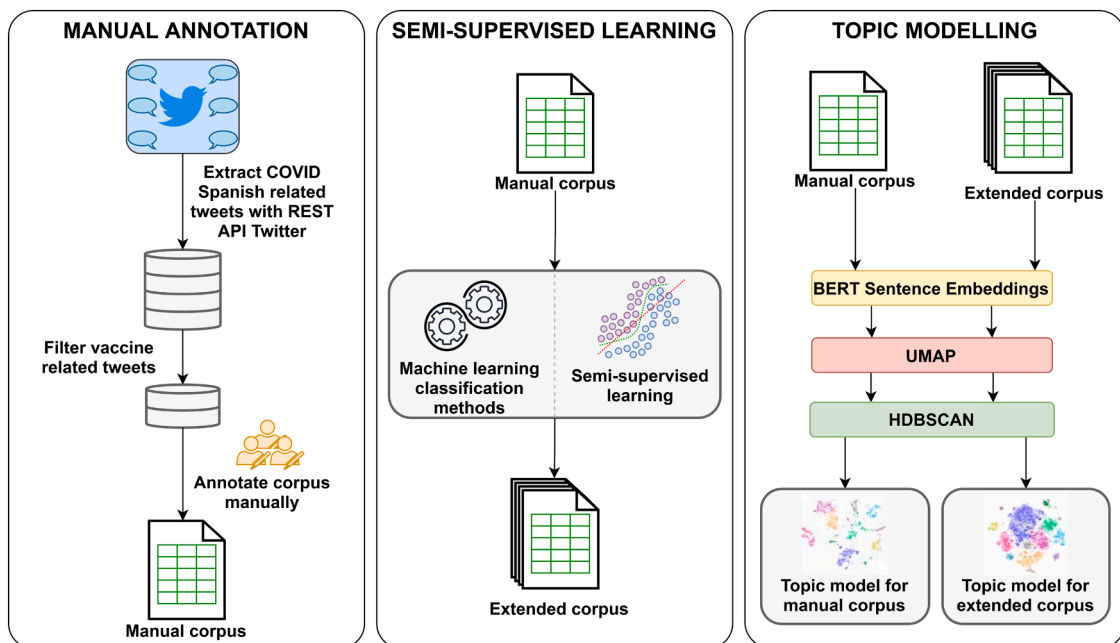 MANUAL ANNOTATION
Extract COVID
Spanish related
tweets with REST
API Twitter
Filter vaccine
related tweets
Annotate corpus
manually
Manual corpus
SEMI-SUPERVISED LEARNING
Manual corpus
Machine learning
classification
methods
Semi-supervised
learning
Extended corpus
TOPIC MODELLING
Manual corpus
Extended corpus
BERT Sentence Embeddings
UMAP
HDBSCAN
Topic model for
manual corpus
Topic model for
extended corpus